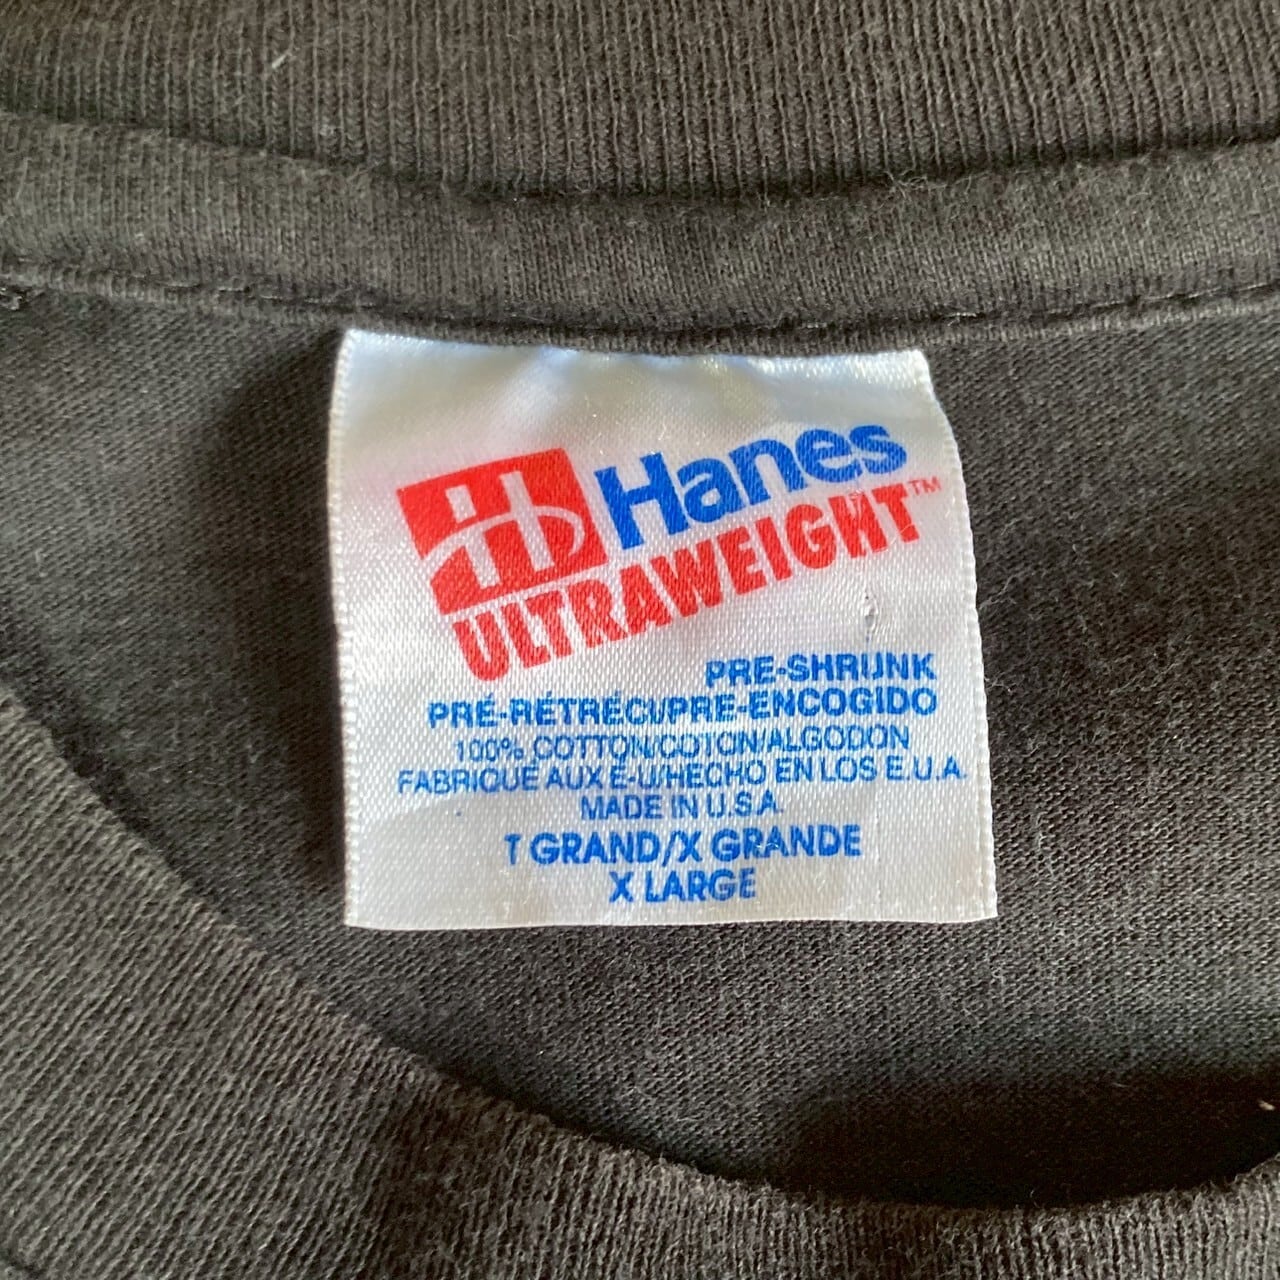 Hanes
ULTRAWEIGHT™
PRE-SHRUNK
PRÉ-RÉTRÉCI/PRE-ENCOGIDO
100% COTTON/COTON/ALGODON
FABRIQUE AUX É-U/HECHO EN LOS E.U.A.
MADE IN U.S.A.
T GRAND/X GRANDE
X LARGE